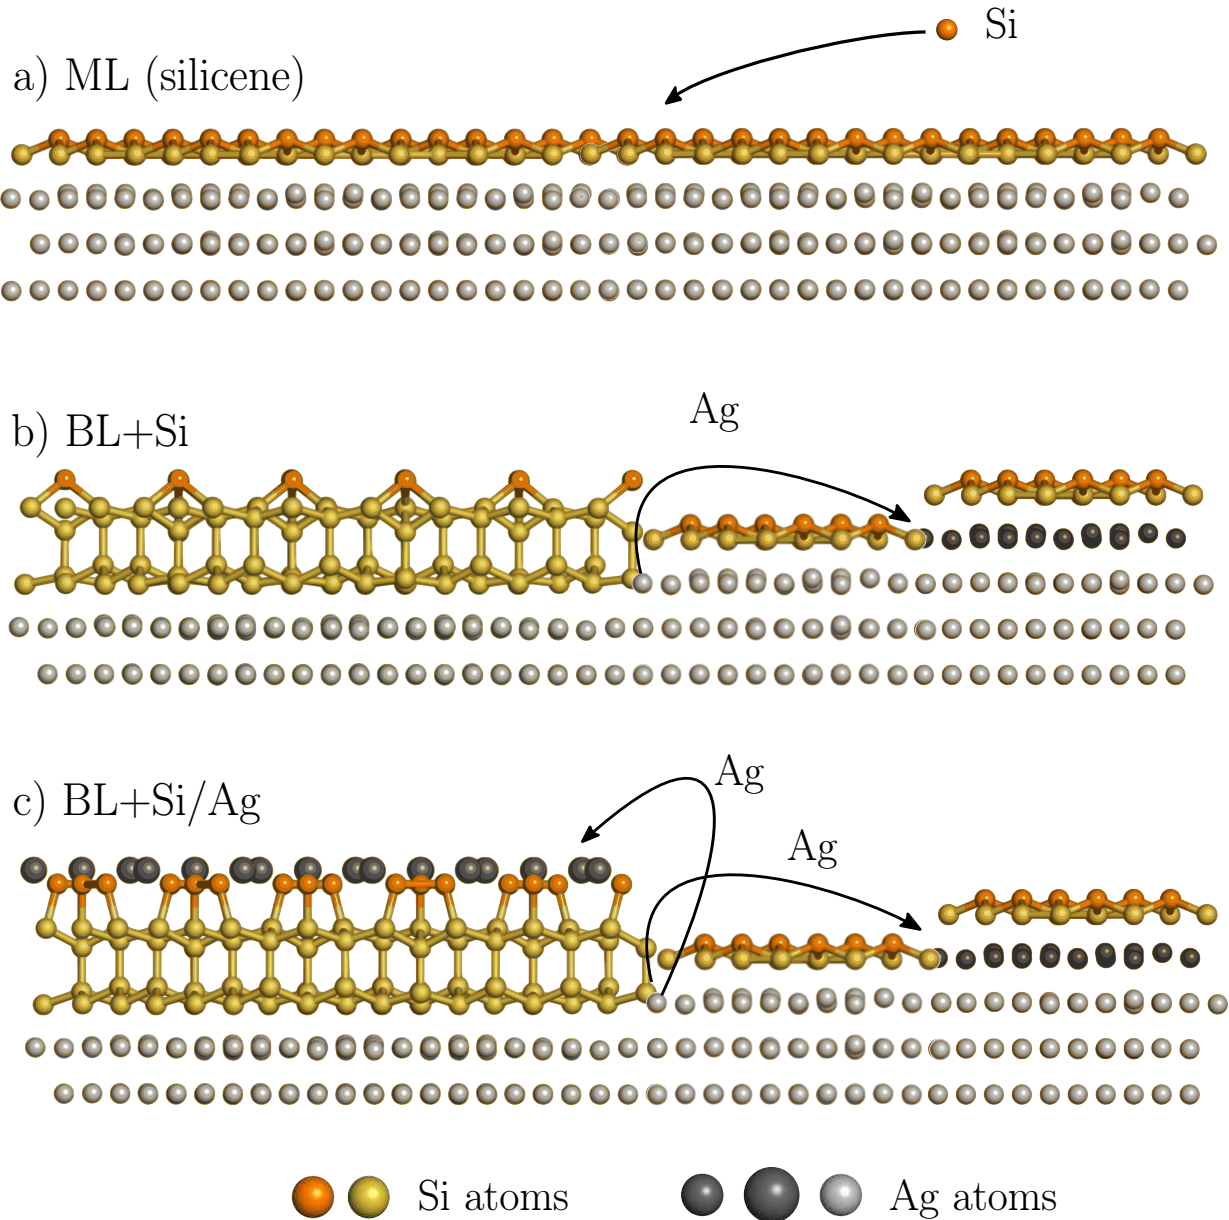 Si
a) ML (silicene)
Ag
b) BL+Si
Ag
c) BL+Si/Ag
Ag
Si atoms
Ag atoms